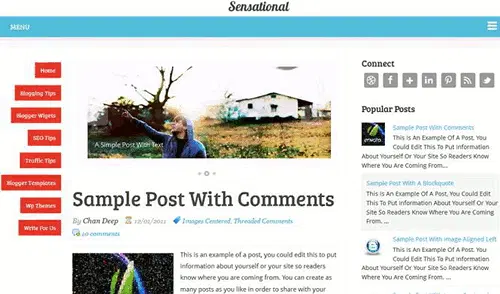 Sensational
MENU
Home
Blogging Tips
Blogger Wigets
SEO Tips
Traffic Tips
Blogger Templates
Wp Themes
Write For Us
A Simple Post With Text
Sample Post With Comments
By Chan Deep 12/01/2011 Images Centered, Threaded Comments
10 comments
This is an example of a post, you could edit this to put
information about yourself or your site so readers
know where you are coming from. You can create as
many posts as you like in order to share with your
Connect
Popular Posts
Sample Post With Comments
This Is An Example Of A Post, You
Could Edit This To Put Information
About Yourself Or Your Site So Readers
Know Where You Are Coming From. ...
Sample Post With A Blockquote
This Is An Example Of A Post, You Could Edit
This To Put Information About Yourself Or Your
Site So Readers Know Where You Are Coming
From. ...
Sample Post With Image Aligned Left
This Is An Example Of A Post, You
Could Edit This To Put Information
About Yourself Or Your Site So Readers
Know Where You Are Coming From. ...